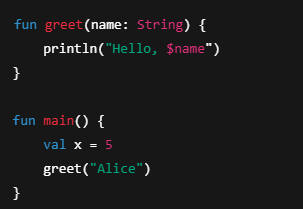 fun greet(name: String) {
    println("Hello, $name")
}

fun main() {
    val x = 5
    greet("Alice")
}